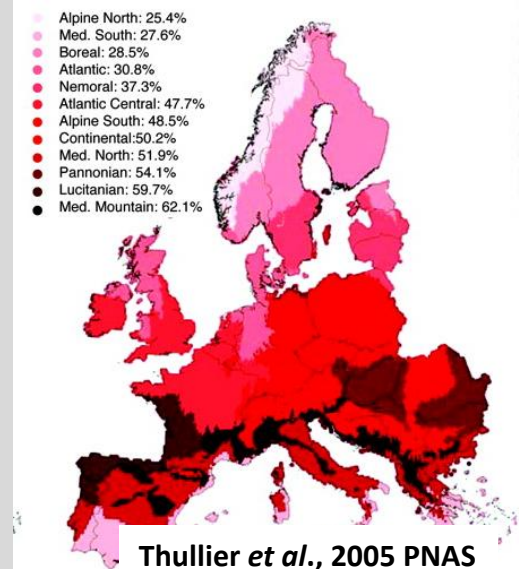 Alpine North: 25.4%
Med. South: 27.6%
Boreal: 28.5%
Atlantic: 30.8%
Nemoral: 37.3%
Atlantic Central: 47.7%
Alpine South: 48.5%
Continental:50.2%
Med. North: 51.9%
Pannonian: 54.1%
Lucitanian: 59.7%
Med. Mountain: 62.1%
Thullier et al., 2005 PNAS